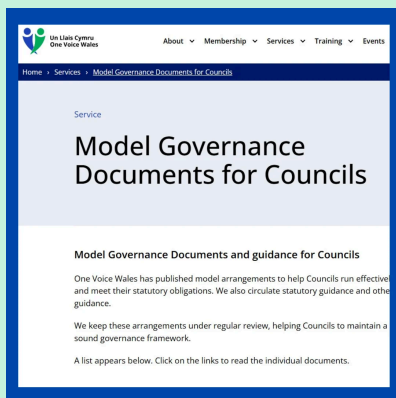 Un Llais Cymru
One Voice Wales
About Membership Services Training Events
Home › Services › Model Governance Documents for Councils
Service
Model Governance
Documents for Councils
Model Governance Documents and guidance for Councils
One Voice Wales has published model arrangements to help Councils run
and meet their statutory obligations. We also circulate statutory guidance and
guidance.
We keep these arrangements under regular review, helping Councils to maintain a
sound governance framework.
A list appears below. Click on the links to read the individual documents.